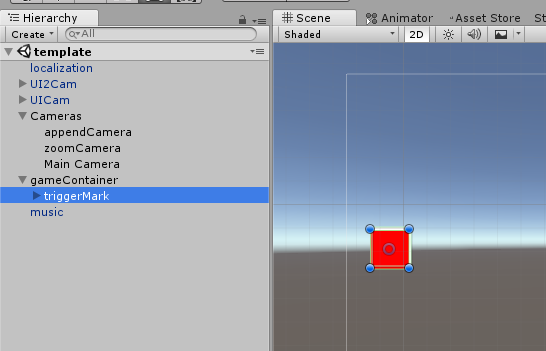 Hierarchy
Create
All
template
localization
UI2Cam
UICam
Cameras
appendCamera
zoomCamera
Main Camera
gameContainer
triggerMark
music
Scene Animator Asset Store St
Shaded 2D